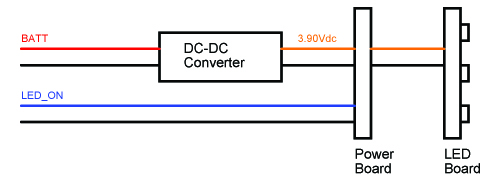 BATT
DC-DC
Converter
3.90Vdc
LED_ON
Power
Board
LED
Board